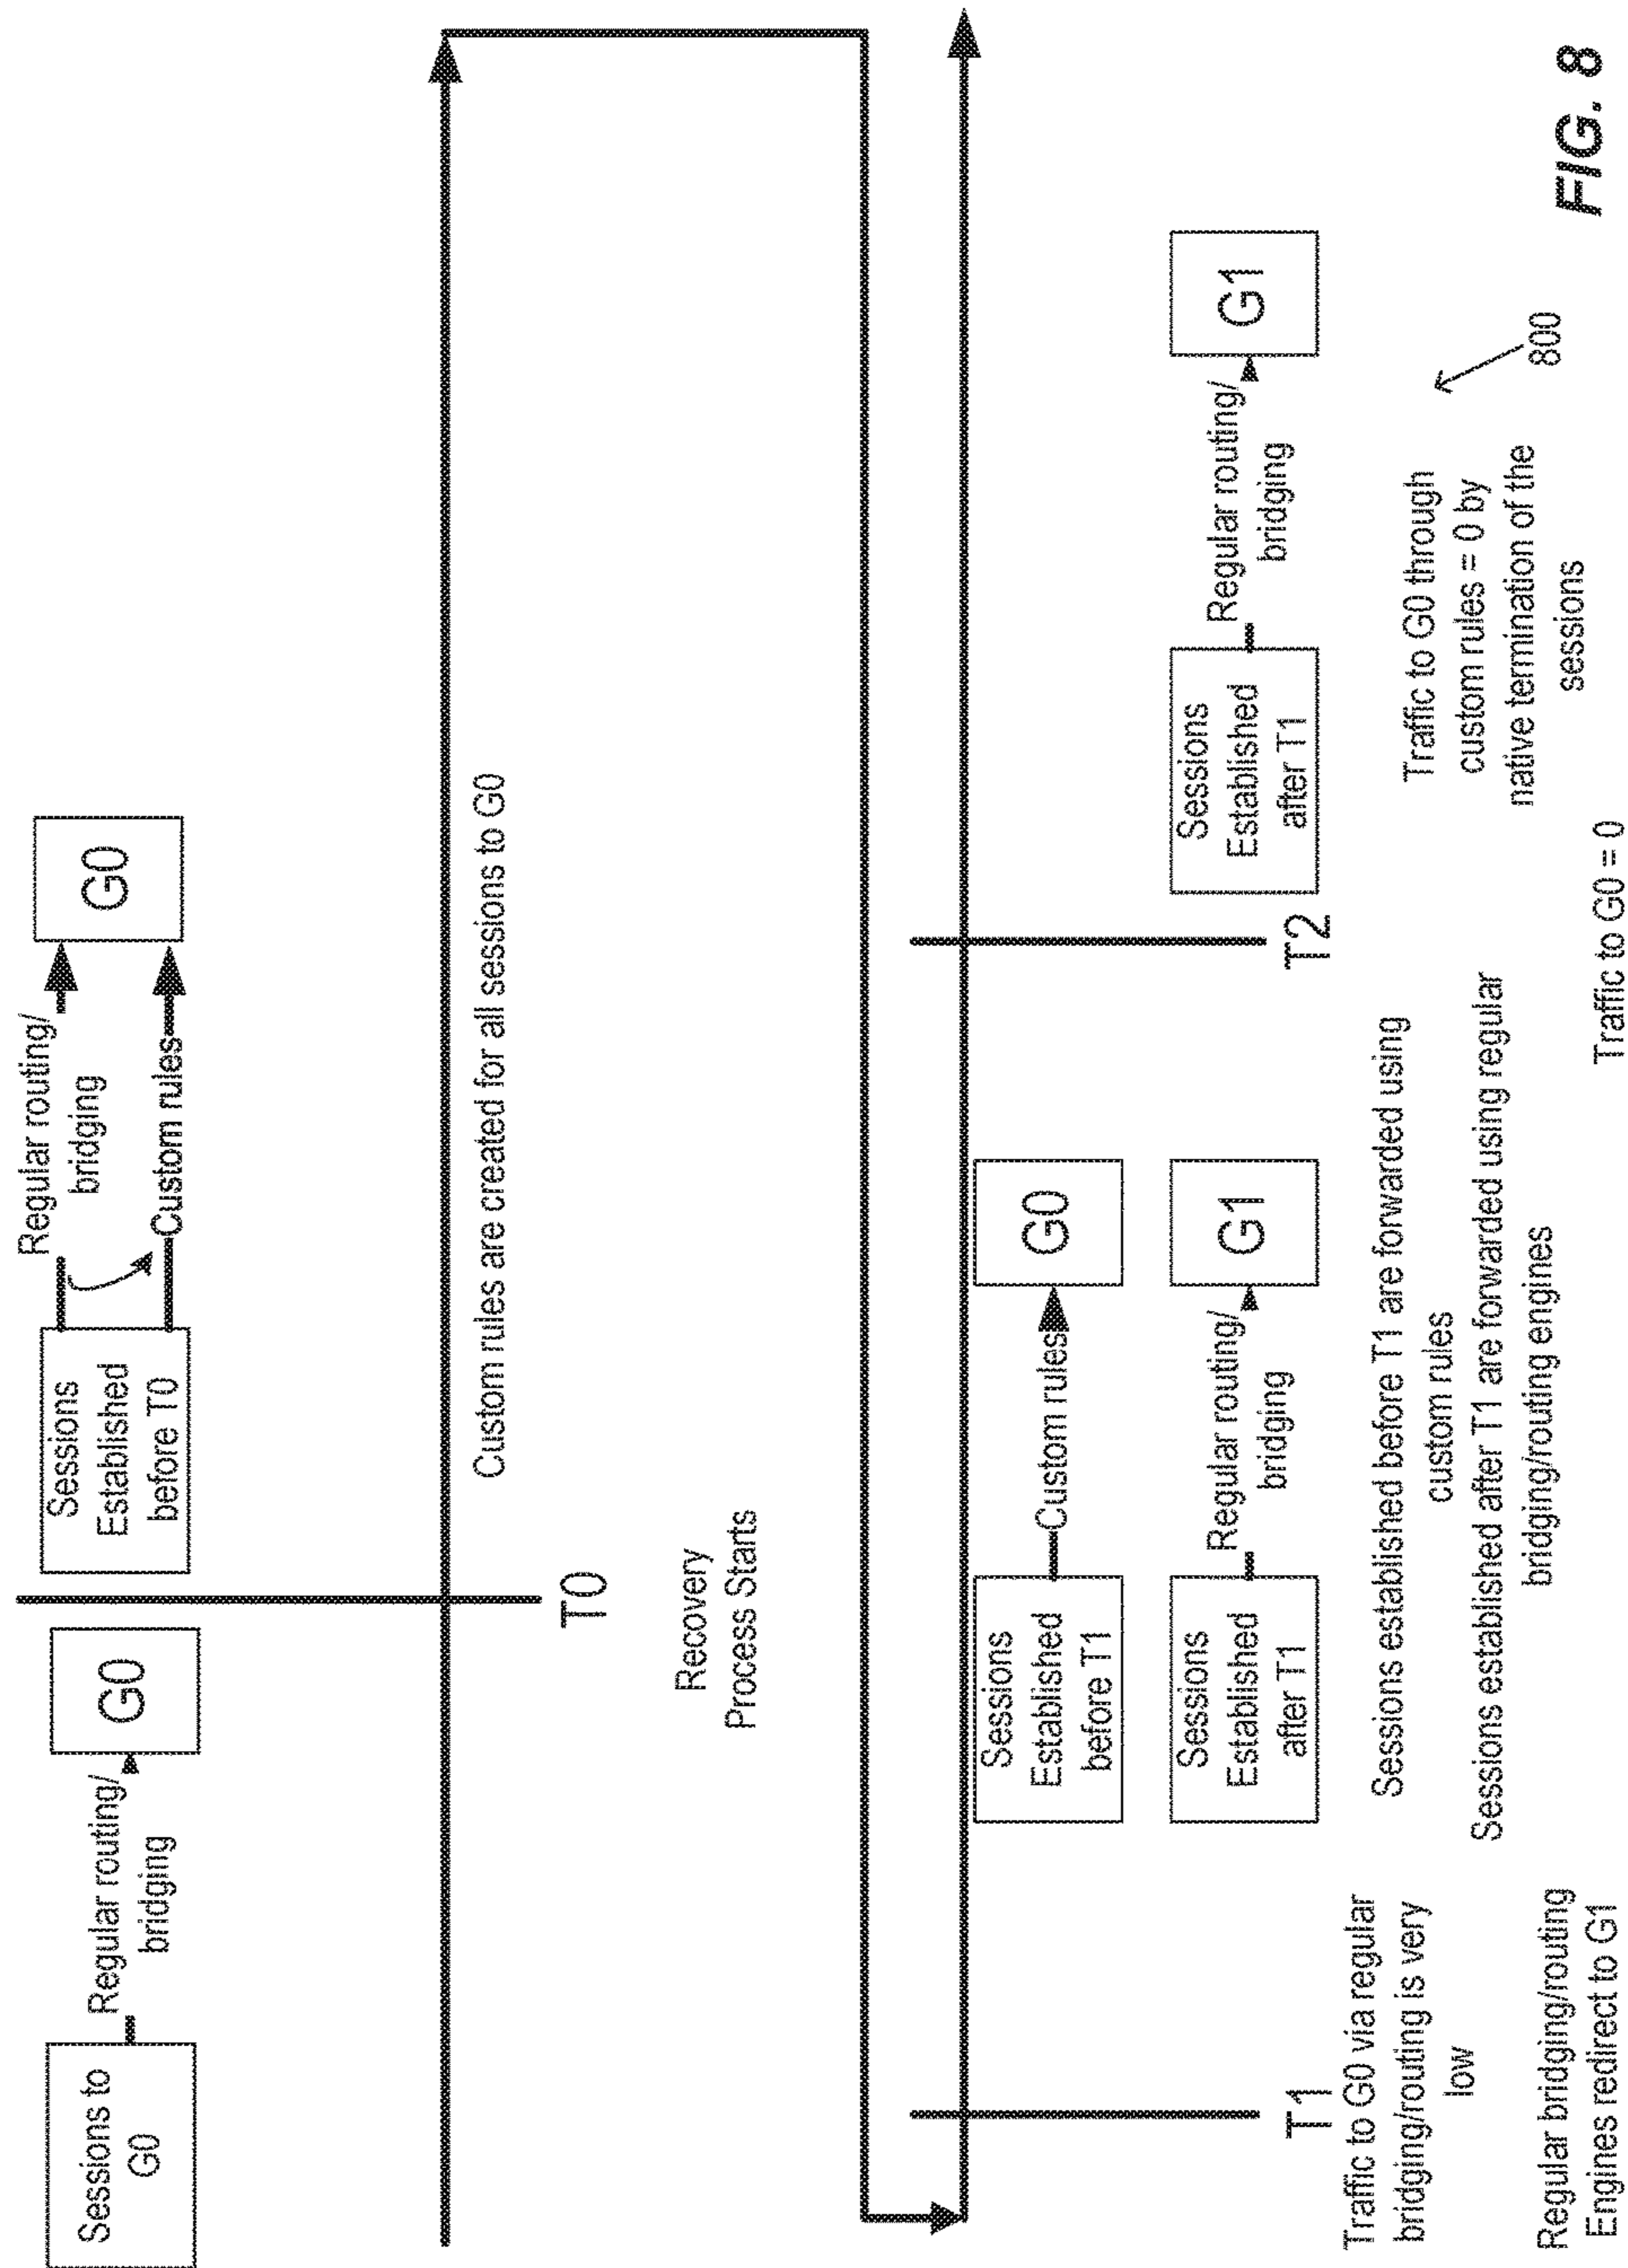 Sessions to
G0
Regular routing/
bridging
G0
Sessions
Established
before T0
Regular routing/
bridging
Custom rules
G0
T0
Custom rules are created for all sessions to G0
Recovery
Process Starts
Sessions
Established
before T1
Custom rules
G0
Sessions
Established
after T1
Regular routing/
bridging
G1
Sessions
Established
after T1
Regular routing/
bridging
G1
T1
Traffic to G0 via regular
bridging/routing is very
low
Regular bridging/routing
Engines redirect to G1
Sessions established before T1 are forwarded using
custom rules
Sessions established after T1 are forwarded using regular
bridging/routing engines
T2
Traffic to G0 through
custom rules = 0 by
native termination of the
sessions
Traffic to G0 = 0
800
FIG. 8